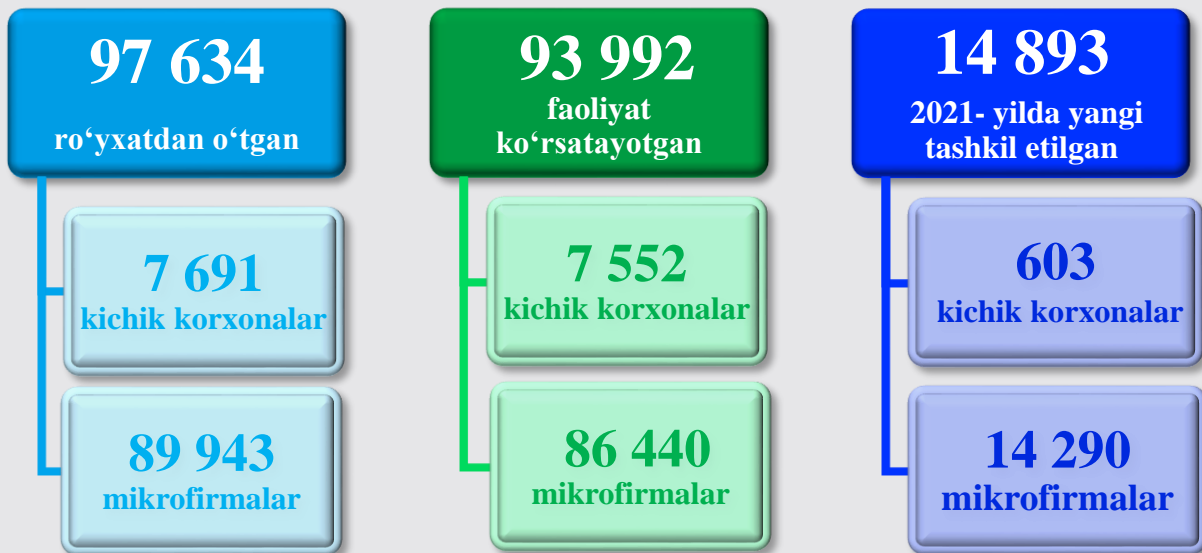 97 634
ro‘yxatdan o‘tgan
7 691
kichik korxonalar
89 943
mikrofirmalar
93 992
faoliyat
ko‘rsatayotgan
7 552
kichik korxonalar
86 440
mikrofirmalar
14 893
2021- yilda yangi
tashkil etilgan
603
kichik korxonalar
14 290
mikrofirmalar